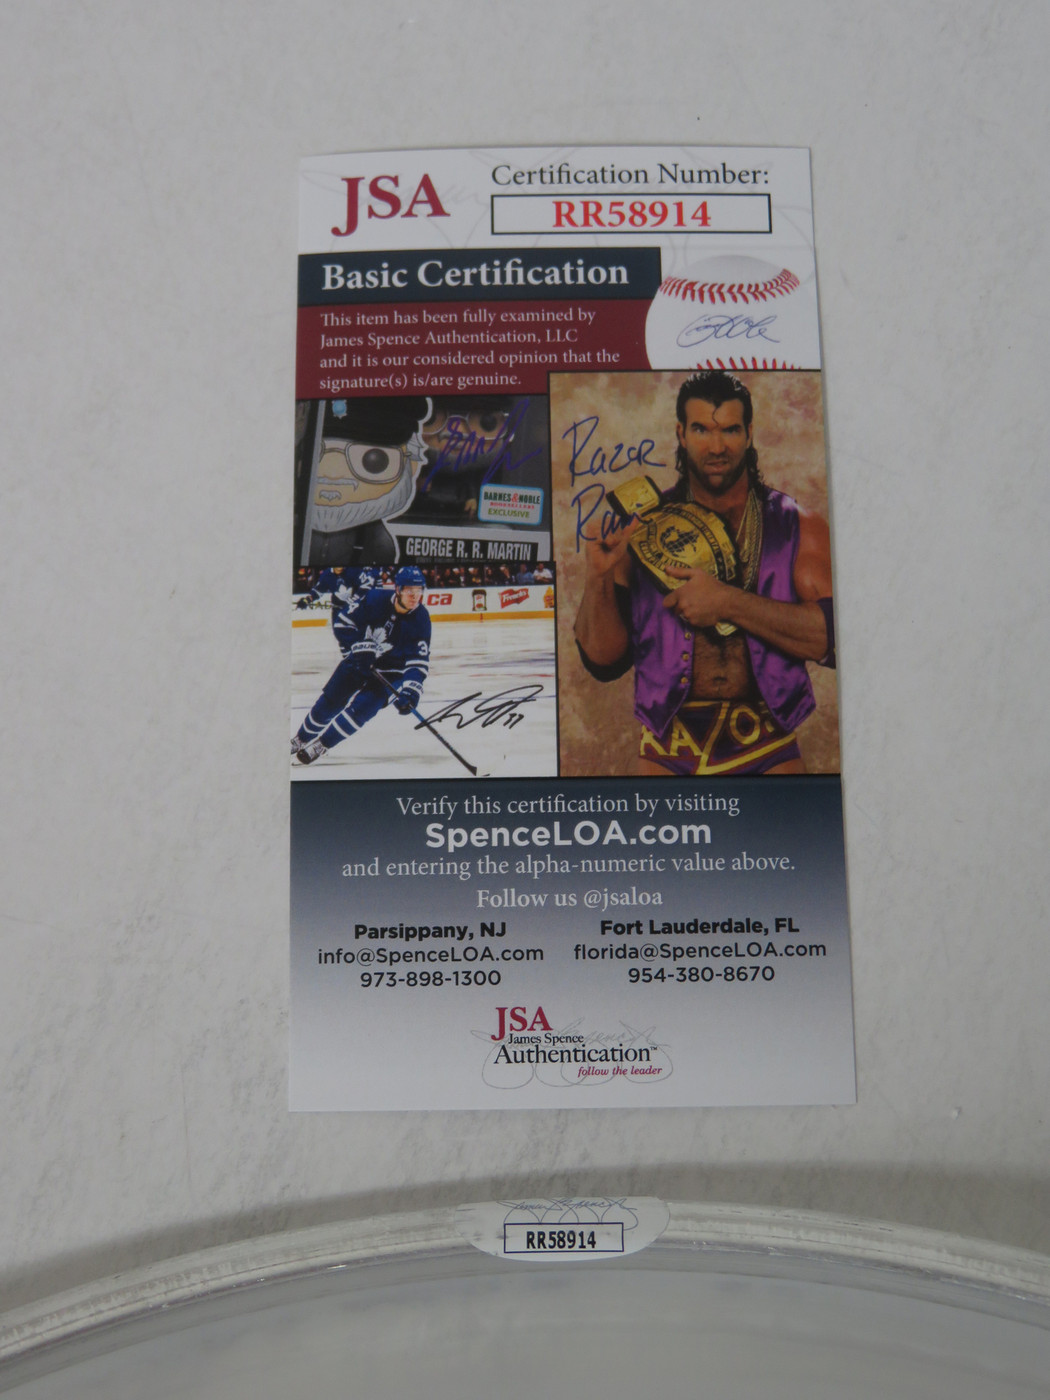 JSA
Certification Number:
RR58914
Basic Certification
This item has been fully examined by
James Spence Authentication, LLC
and it is our considered opinion that the
signature(s) is/are genuine.
BARNES & NOBLE
BOOKSELLERS
EXCLUSIVE
GEORGE R. R. MARTIN
Razor
Ram
RAZOR
Verify this certification by visiting
SpenceLOA.com
and entering the alpha-numeric value above.
Follow us @jsaloa
Parsippany, NJ
info@SpenceLOA.com
973-898-1300
Fort Lauderdale, FL
florida@SpenceLOA.com
954-380-8670
JSA
James Spence
Authentication™
follow the leader
RR58914